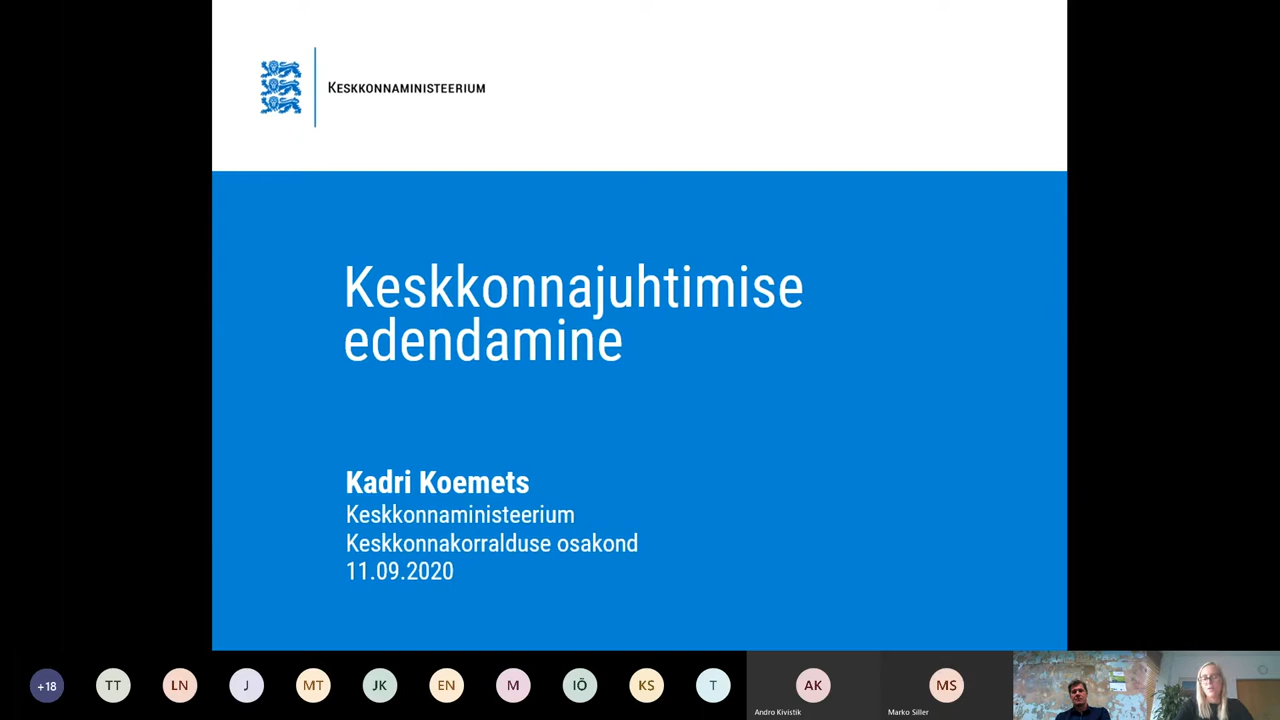 KESKKONNAMINISTEERIUM
Keskkonnajuhtimise
edendamine
Kadri Koemets
Keskkonnaministeerium
Keskkonnakorralduse osakond
11.09.2020
+18
TT
LN
J
MT
JK
EN
M
IÕ
KS
T
AK
MS
Andro Kivistik
Marko Siller